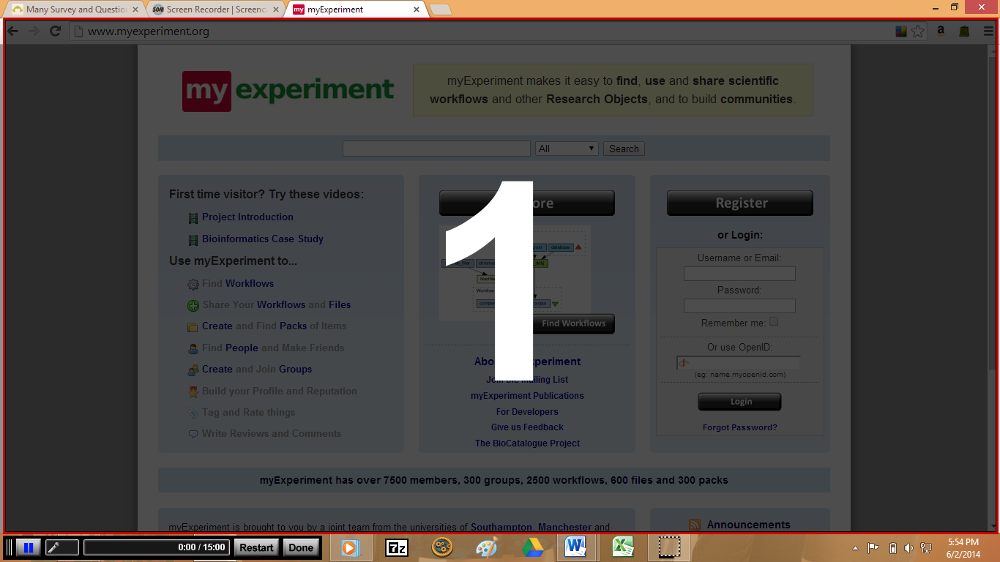 Many Survey and Question
Screen Recorder | Screenca
myExperiment
www.myexperiment.org
my experiment
myExperiment makes it easy to find, use and share scientific
workflows and other Research Objects, and to build communities.
All
Search
First time visitor? Try these videos:
Project Introduction
Bioinformatics Case Study
Use myExperiment to...
Find Workflows
Share Your Workflows and Files
Create and Find Packs of Items
Find People and Make Friends
Create and Join Groups
Build your Profile and Reputation
Tag and Rate things
Write Reviews and Comments
1
database
Workflow
Find Workflows
Join the Mailing List
myExperiment Publications
For Developers
Give us Feedback
The BioCatalogue Project
Register
or Login:
Username or Email:
Password:
Remember me:
Or use OpenID:
(eg: name.myopenid.com)
Login
Forgot Password?
myExperiment has over 7500 members, 300 groups, 2500 workflows, 600 files and 300 packs
myExperiment is brought to you by a joint team from the universities of Southampton, Manchester and
Announcements
0:00 / 15:00
Restart
Done
7z
5:54 PM
6/2/2014